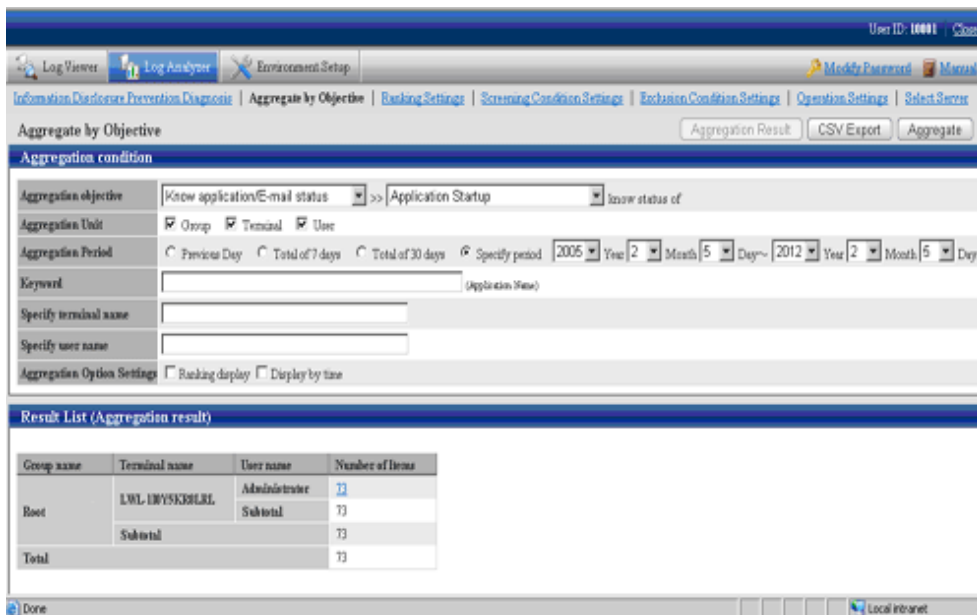 User ID: 10001 | Close
Log Viewer Log Analyzer Environment Setup Modify Password Manual
Information Disclosure Prevention Diagnosis | Aggregate by Objective | Ranking Settings | Screening Condition Settings | Exclusion Condition Settings | Operation Settings | Select Server
Aggregate by Objective Aggregation Result CSV Export Aggregate
Aggregation condition
Aggregation objective Know application/E-mail status >> Application Startup know status of
Aggregation Unit Group Terminal User
Aggregation Period Previous Day Total of 7 days Total of 30 days Specify period 2005 Year 2 Month 5 Day~ 2012 Year 2 Month 5 Day
Keyword (Application Name)
Specify terminal name
Specify user name
Aggregation Option Settings Ranking display Display by time
Result List (Aggregation result)
Group name Terminal name User name Number of Items
Administrator 73
Root
Subtotal 73
Subtotal 73
Total 73
Done Local intranet